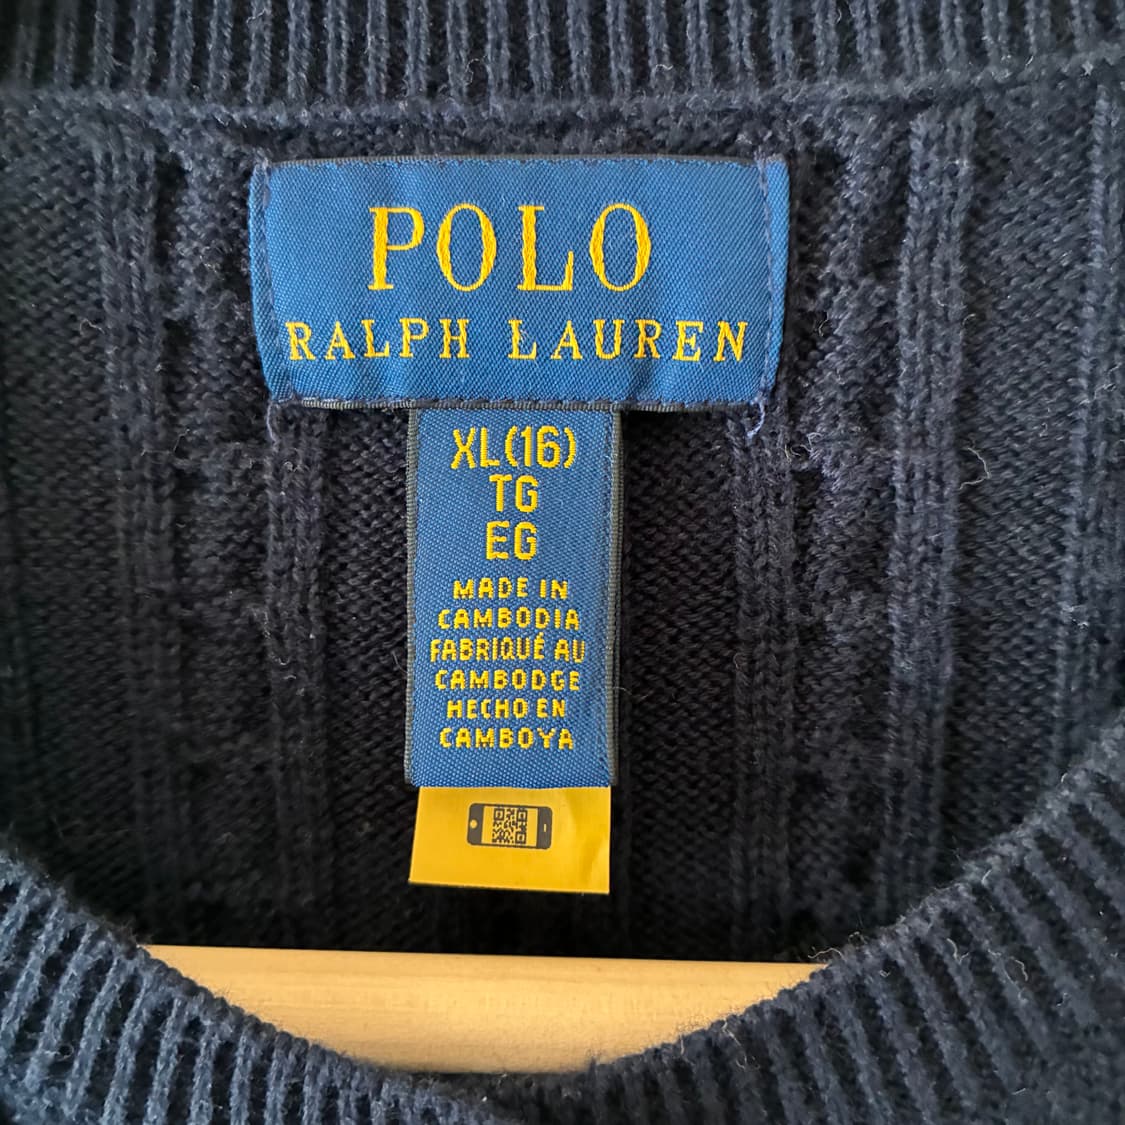 POLO
RALPH LAUREN
XL(16)
TG
EG
MADE IN
CAMBODIA
FABRIQUÉ AU
CAMBODGE
HECHO EN
CAMBOYA